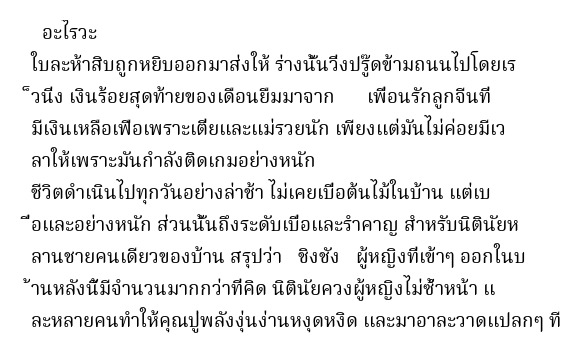 อะไรวะ
ใบละห้าสิบถูกหยิบออกมาส่งให้ ร่างนั้นวิ่งปรู๊ดข้ามถนนไปโดยเร
็วนึ่ง เงินร้อยสุดท้ายของเดือนยืมมาจาก เพื่อนรักลูกจีนที่
มีเงินเหลือเฟือเพราะเตี่ยและแม่รวยนัก เพียงแต่มันไม่ค่อยมีเว
ลาให้เพราะมันกำลังติดเกมอย่างหนัก
ชีวิตดำเนินไปทุกวันอย่างล่าช้า ไม่เคยเบื่อต้นไม้ในบ้าน แต่เบ
ื่อและอย่างหนัก ส่วนนั้นถึงระดับเบื่อและรำคาญ สำหรับนิตินัยห
ลานชายคนเดียวของบ้าน สรุปว่า ชิงชัง ผู้หญิงที่เข้าๆ ออกในบ
้านหลังนี้มีจำนวนมากกว่าที่คิด นิตินัยควงผู้หญิงไม่ซ้ำหน้า แ
ละหลายคนทำให้คุณปู่พลังงุ่นง่านหงุดหงิด และมาอาละวาดแปลกๆ ที่